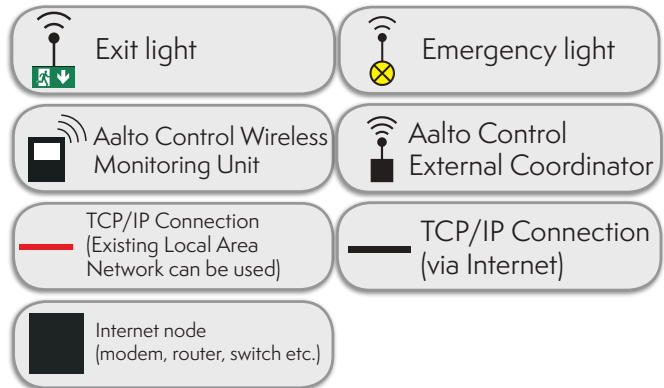 Exit light
Emergency light
Aalto Control Wireless
Monitoring Unit
Aalto Control
External Coordinator
TCP/IP Connection
(Existing Local Area
Network can be used)
TCP/IP Connection
(via Internet)
Internet node
(modem, router, switch etc.)